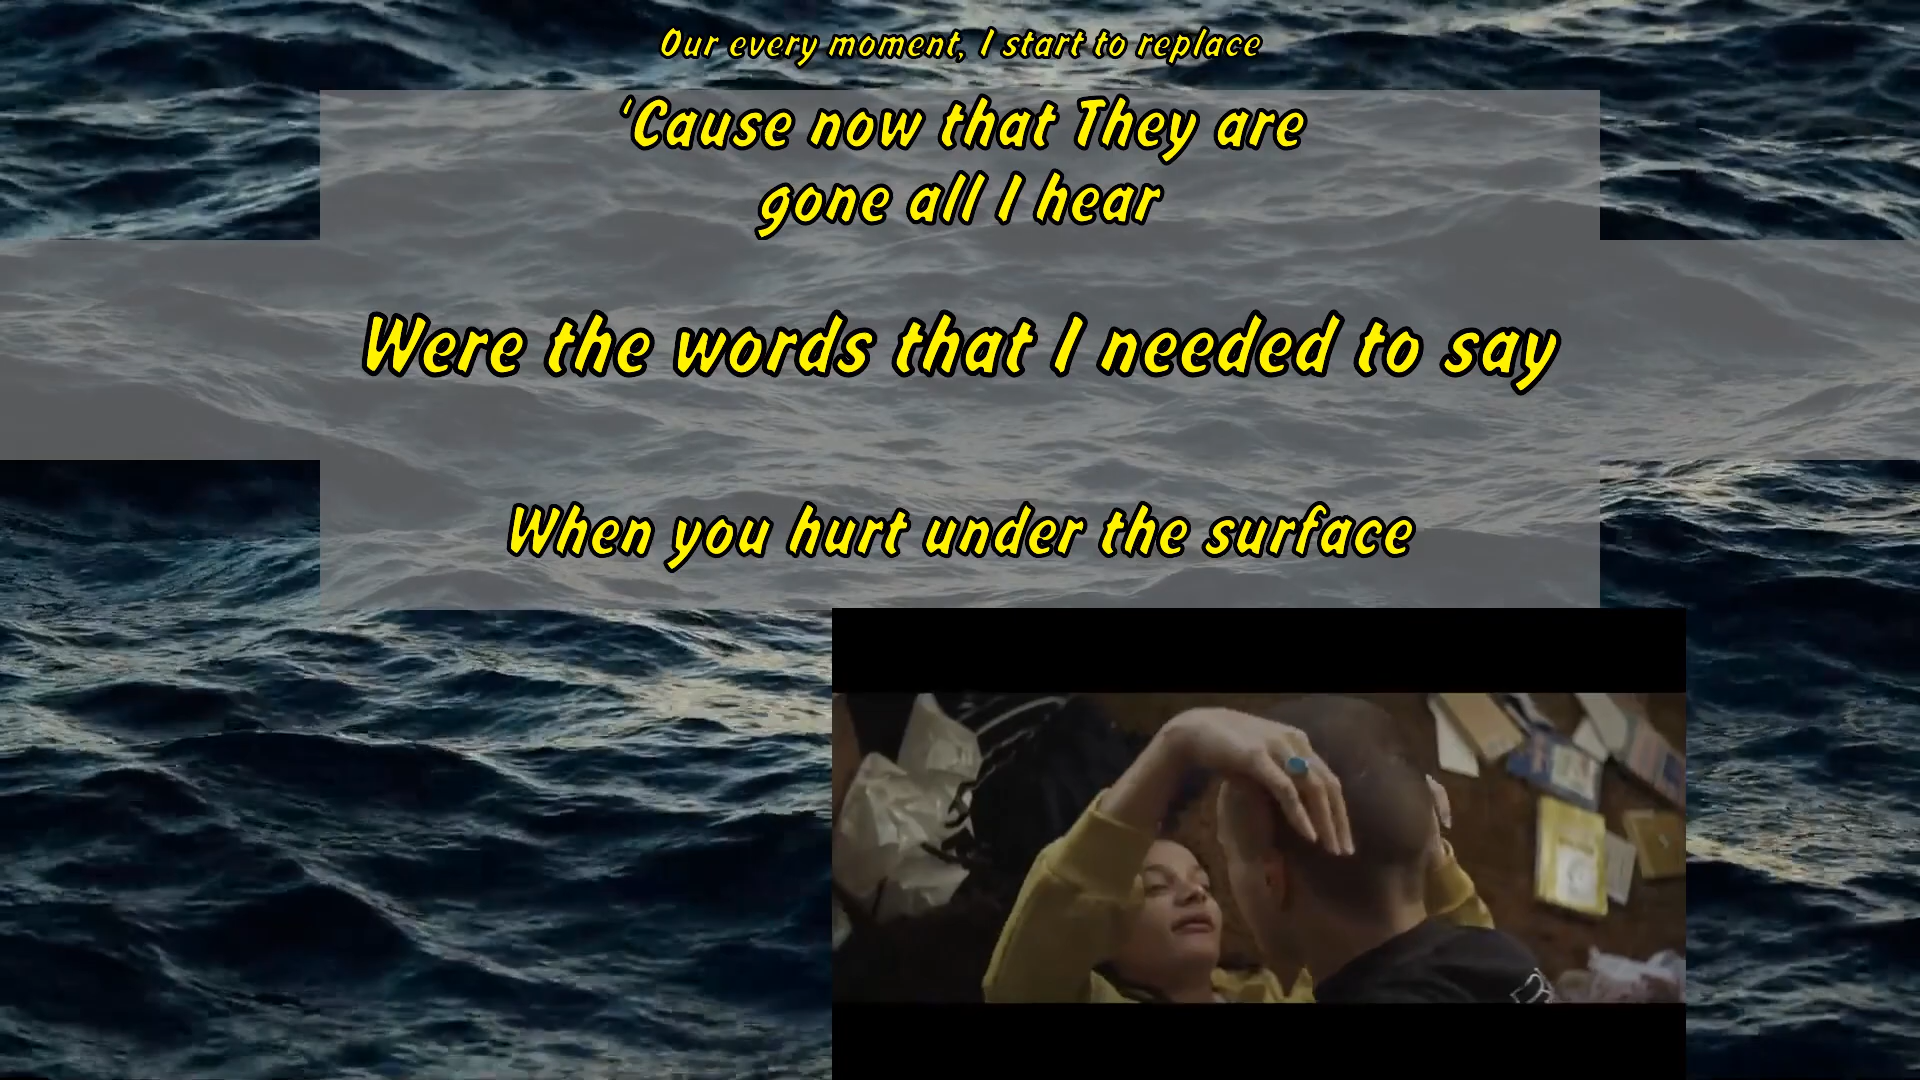 Our every moment, I start to replace
'Cause now that They are
gone all I hear
Were the words that I needed to say
When you hurt under the surface